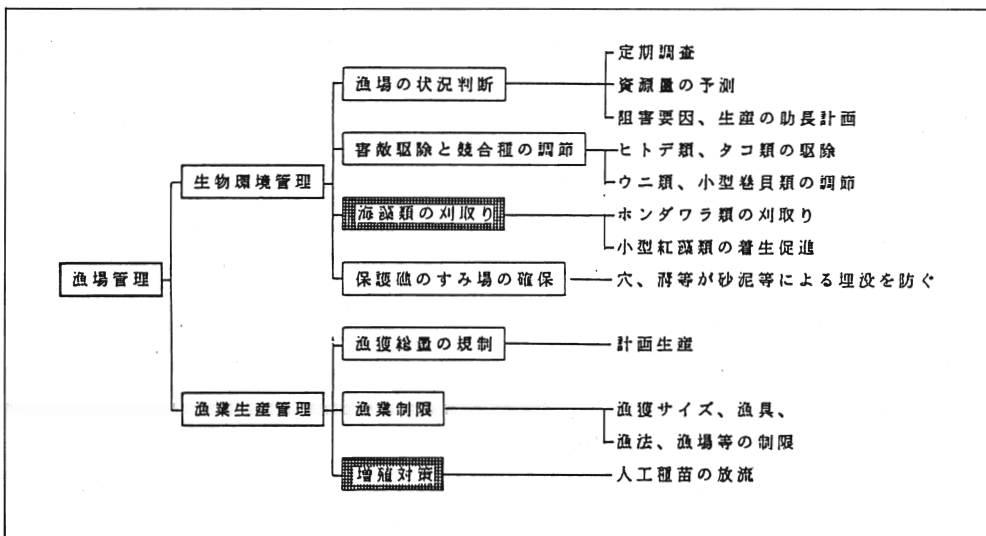 漁場管理
生物環境管理
漁場の状況判断
定期調査
資源量の予測
阻害要因、生産の助長計画
害敵駆除と競合種の調節
ヒトデ類、タコ類の駆除
ウニ類、小型巻貝類の調節
海藻類の刈取り
ホンダワラ類の刈取り
小型紅藻類の着生促進
保護礁のすみ場の確保
穴、溝等が砂泥等による埋没を防ぐ
漁業生産管理
漁獲総量の規制
計画生産
漁業制限
漁獲サイズ、漁具、
漁法、漁場等の制限
増殖対策
人工種苗の放流